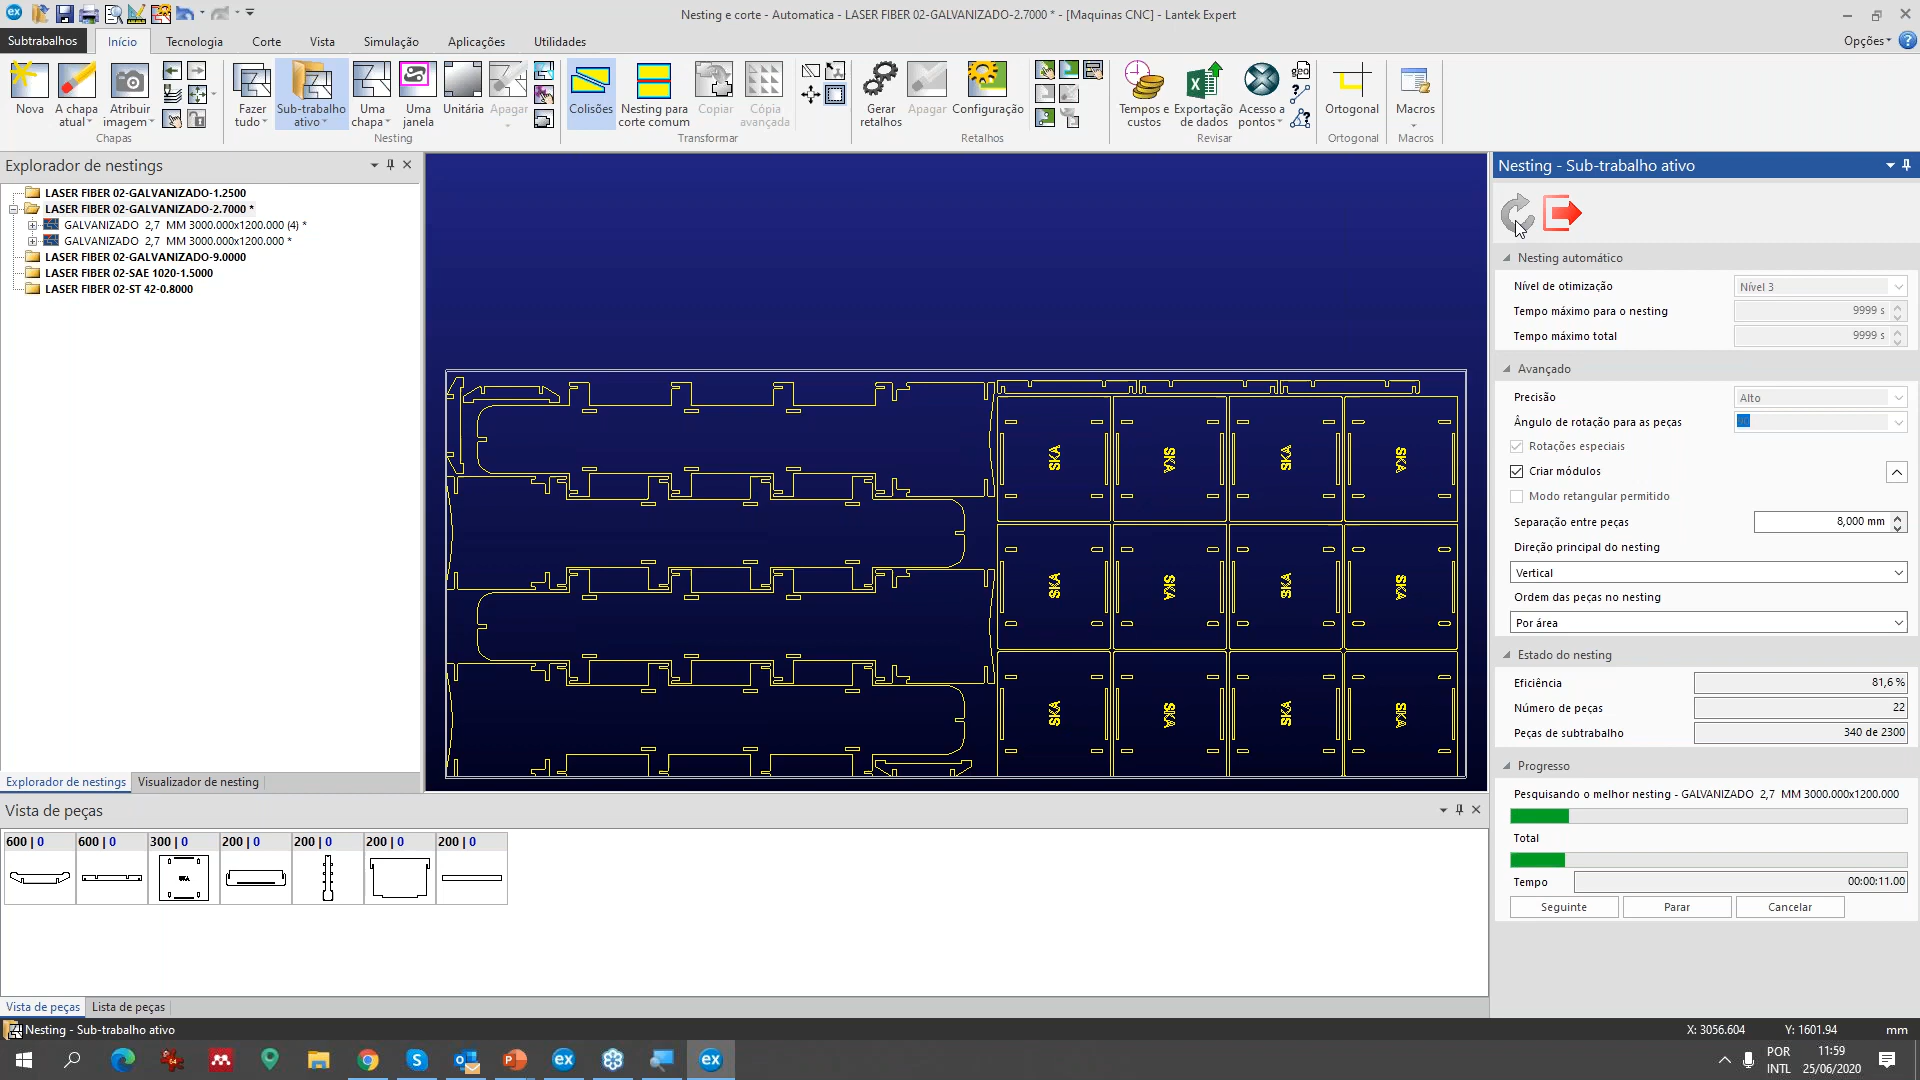 Nesting e corte - Automatica - LASER FIBER 02-GALVANIZADO-2.7000 * - [Maquinas CNC] - Lantek Expert
Subtrabalhos Início Tecnologia Corte Vista Simulação Aplicações Utilidades Opções
Nova
A chapa atual
Atribuir imagem
Chapas
Fazer tudo
Sub-trabalho ativo
Uma chapa
Uma janela
Unitária
Apagar
Nesting
Colisões
Nesting para corte comum
Copiar
Cópia avançada
Transformar
Gerar retalhos
Apagar
Configuração
Retalhos
Tempos e custos
Exportação de dados
Acesso a pontos
Revisar
Ortogonal
Ortogonal
Macros
Macros
Explorador de nestings
LASER FIBER 02-GALVANIZADO-1.2500
LASER FIBER 02-GALVANIZADO-2.7000 *
GALVANIZADO 2,7 MM 3000.000x1200.000 (4) *
GALVANIZADO 2,7 MM 3000.000x1200.000 *
LASER FIBER 02-GALVANIZADO-9.0000
LASER FIBER 02-SAE 1020-1.5000
LASER FIBER 02-ST 42-0.8000
Explorador de nestings Visualizador de nesting
SKA SKA SKA SKA
SKA SKA SKA SKA
SKA SKA SKA SKA
Vista de peças
600 | 0 600 | 0 300 | 0 200 | 0 200 | 0 200 | 0 200 | 0
SKA
Vista de peças Lista de peças
Nesting - Sub-trabalho ativo
Nesting automático
Nível de otimização Nível 3
Tempo máximo para o nesting 9999 s
Tempo máximo total 9999 s
Avançado
Precisão Alto
Ângulo de rotação para as peças
Rotações especiais
Criar módulos
Modo retangular permitido
Separação entre peças 8,000 mm
Direção principal do nesting
Vertical
Ordem das peças no nesting
Por área
Estado do nesting
Eficiência 81,6 %
Número de peças 22
Peças de subtrabalho 340 de 2300
Progresso
Pesquisando o melhor nesting - GALVANIZADO 2,7 MM 3000.000x1200.000
Total
Tempo 00:00:11.00
Seguinte Parar Cancelar
Nesting - Sub-trabalho ativo X: 3056.604 Y: 1601.94 mm
POR 11:59
INTL 25/06/2020